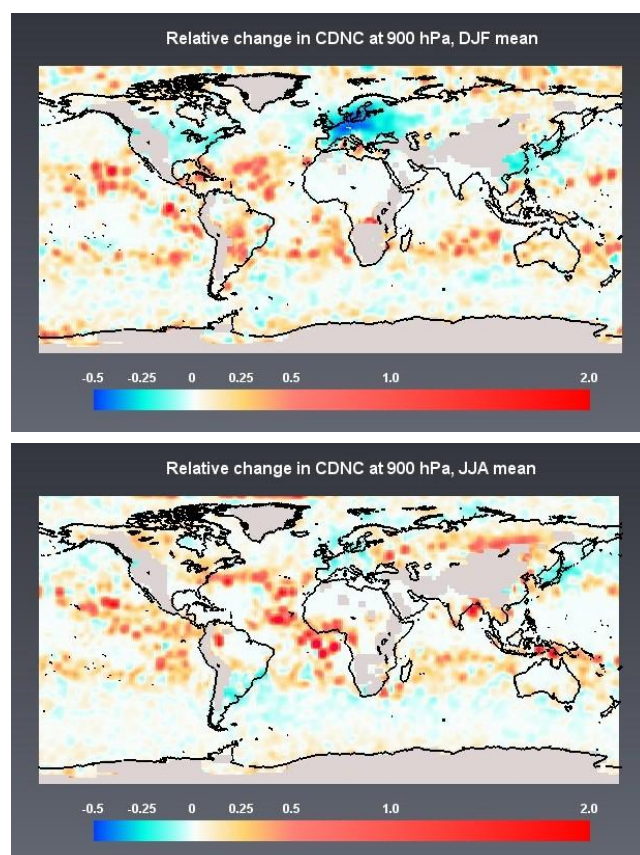 Relative change in CDNC at 900 hPa, DJF mean
-0.5 -0.25 0 0.25 0.5 1.0 2.0
Relative change in CDNC at 900 hPa, JJA mean
-0.5 -0.25 0 0.25 0.5 1.0 2.0